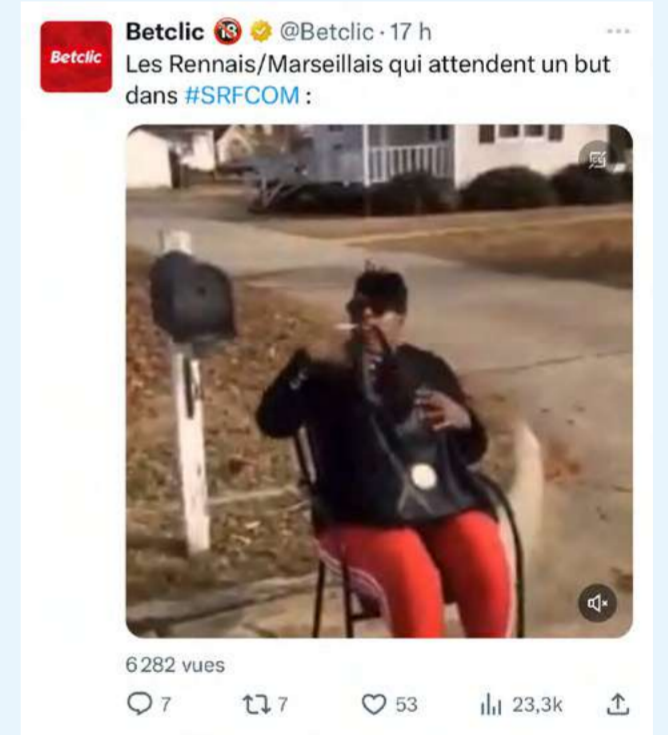 Betclic
Betclic 🔞 @Betclic · 17 h
Les Rennais/Marseillais qui attendent un but
dans #SRFCOM :
6 282 vues
7 7 53 23,3k